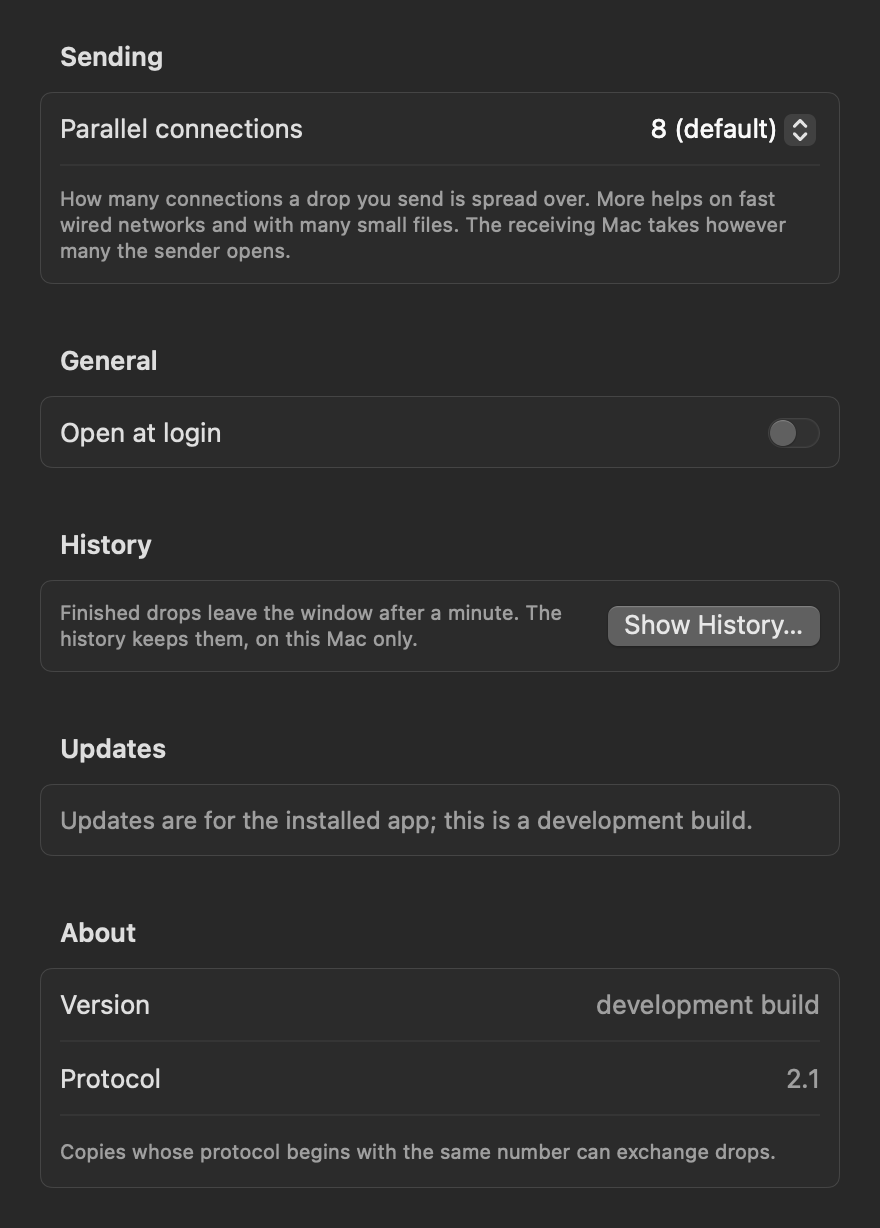 Sending
Parallel connections
8 (default)
How many connections a drop you send is spread over. More helps on fast
wired networks and with many small files. The receiving Mac takes however
many the sender opens.
General
Open at login
History
Finished drops leave the window after a minute. The
history keeps them, on this Mac only.
Show History...
Updates
Updates are for the installed app; this is a development build.
About
Version
development build
Protocol
2.1
Copies whose protocol begins with the same number can exchange drops.